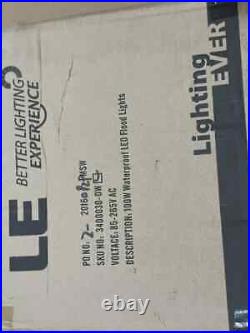 LE
BETTER LIGHTING
EXPERIENCE
PO NO: 2-
SKU NO: 3400030-DW
VOLTAGE: 85-265V AC
DESCRIPTION: 100W Waterproof LED Flood Lights
Lighting
EVER